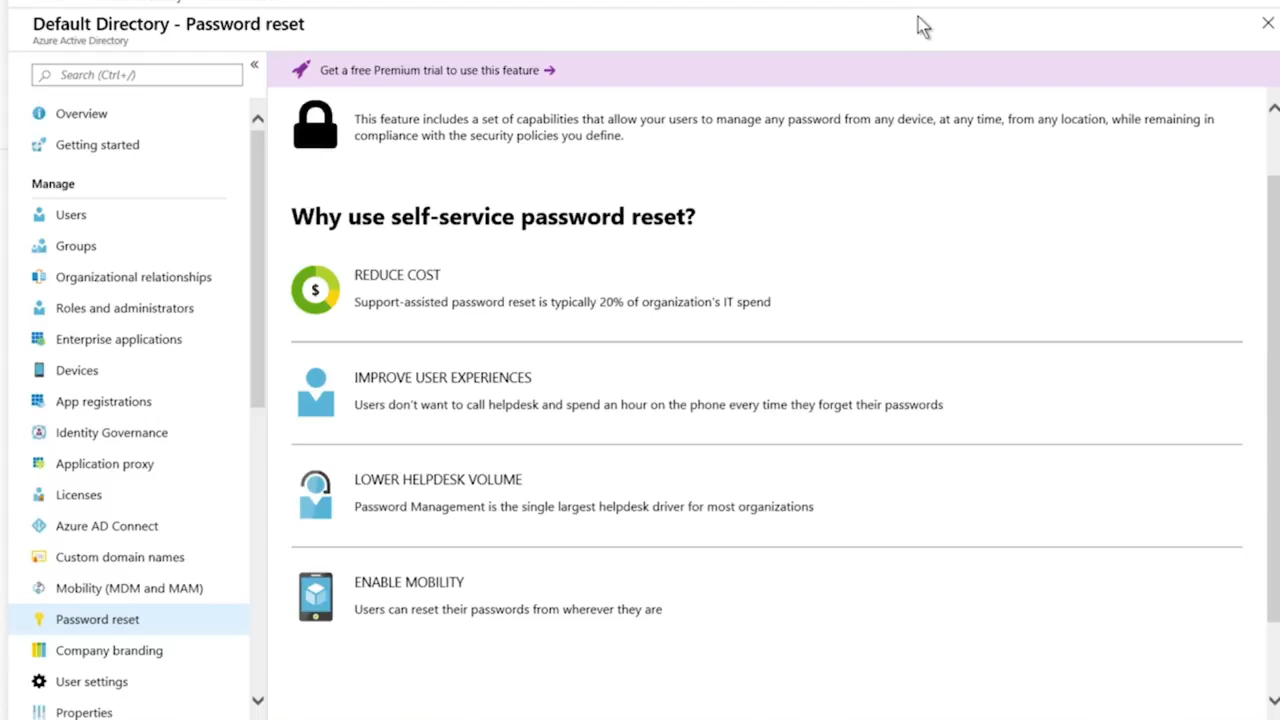 Default Directory - Password reset
Azure Active Directory
Search (Ctrl+/)
Overview
Getting started
Manage
Users
Groups
Organizational relationships
Roles and administrators
Enterprise applications
Devices
App registrations
Identity Governance
Application proxy
Licenses
Azure AD Connect
Custom domain names
Mobility (MDM and MAM)
Password reset
Company branding
User settings
Properties
Get a free Premium trial to use this feature →
This feature includes a set of capabilities that allow your users to manage any password from any device, at any time, from any location, while remaining in
compliance with the security policies you define.
Why use self-service password reset?
$
REDUCE COST
Support-assisted password reset is typically 20% of organization's IT spend
IMPROVE USER EXPERIENCES
Users don't want to call helpdesk and spend an hour on the phone every time they forget their passwords
LOWER HELPDESK VOLUME
Password Management is the single largest helpdesk driver for most organizations
ENABLE MOBILITY
Users can reset their passwords from wherever they are